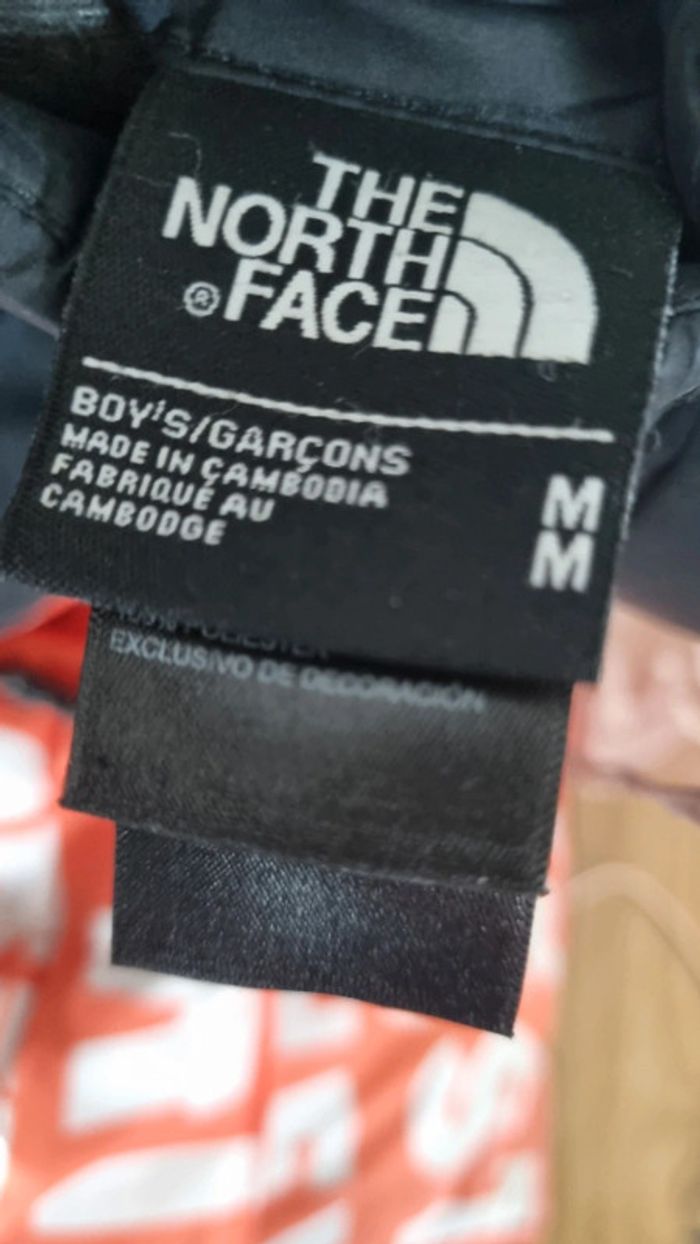 THE
NORTH
FACE
®
BOY'S/GARÇONS
MADE IN CAMBODIA
FABRIQUÉ AU
CAMBODGE
M
M
EXCLUSIVO DE DECORACIÓN